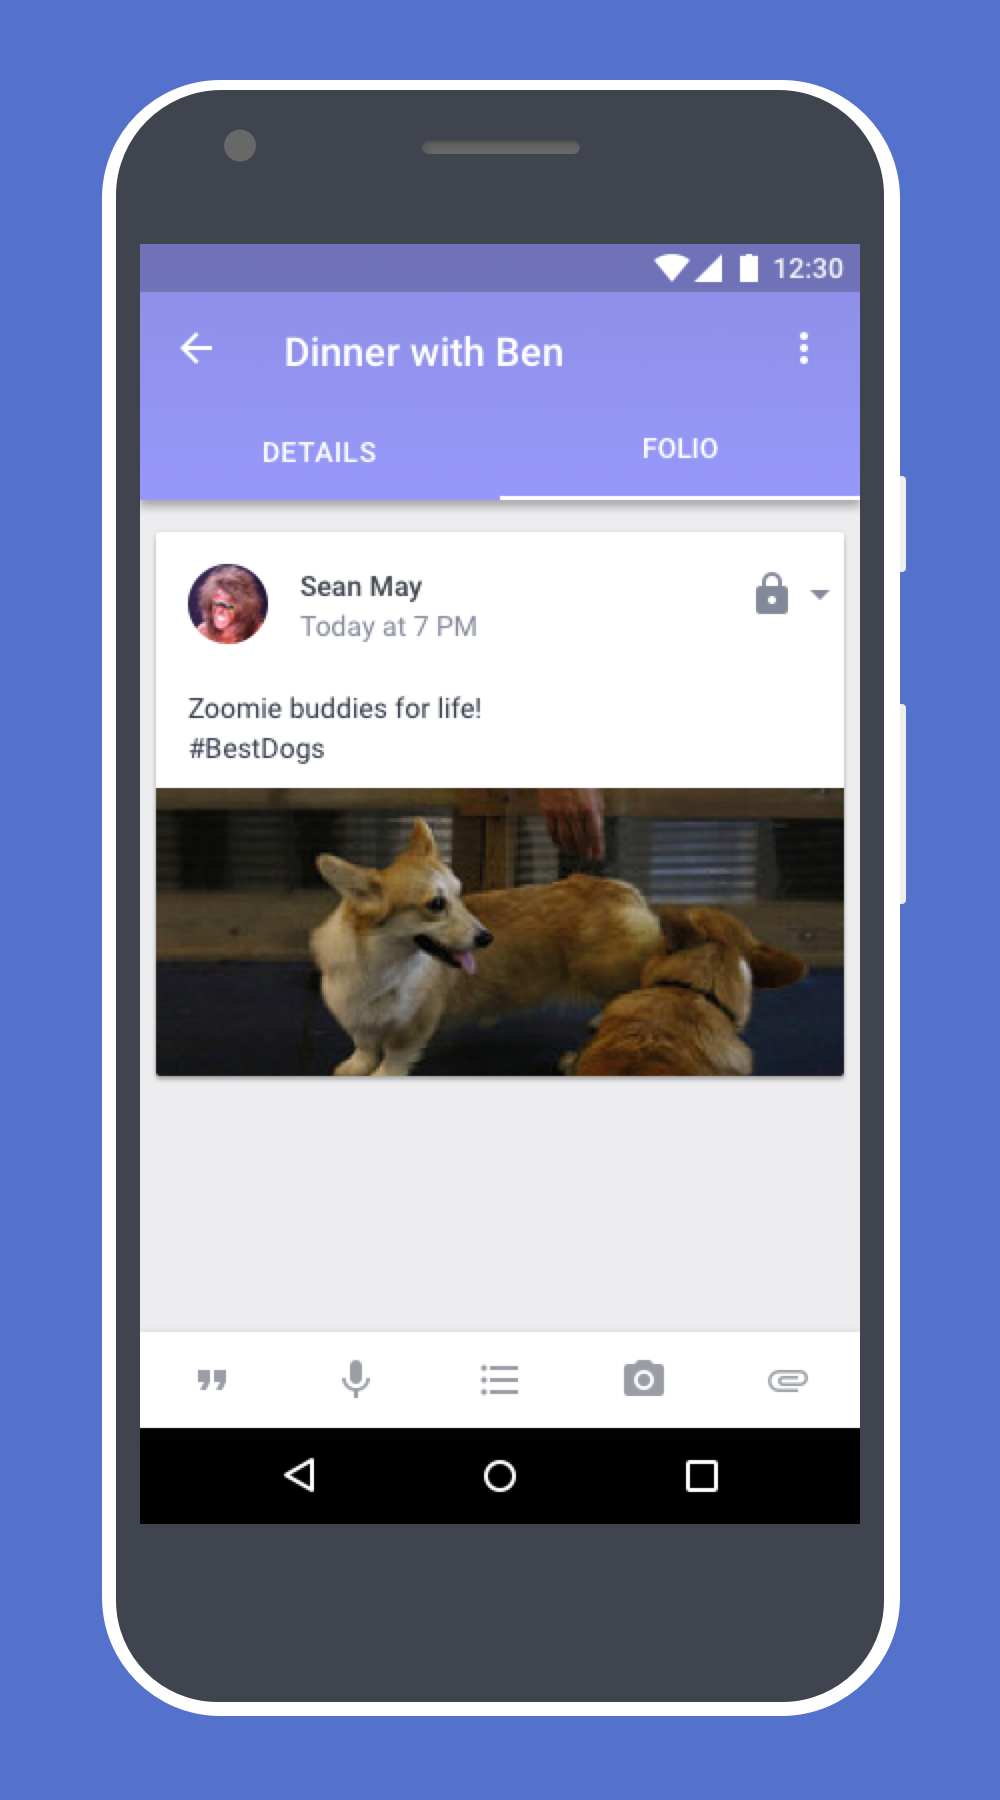 12:30
Dinner with Ben
DETAILS
FOLIO
Sean May
Today at 7 PM
Zoomie buddies for life!
#BestDogs